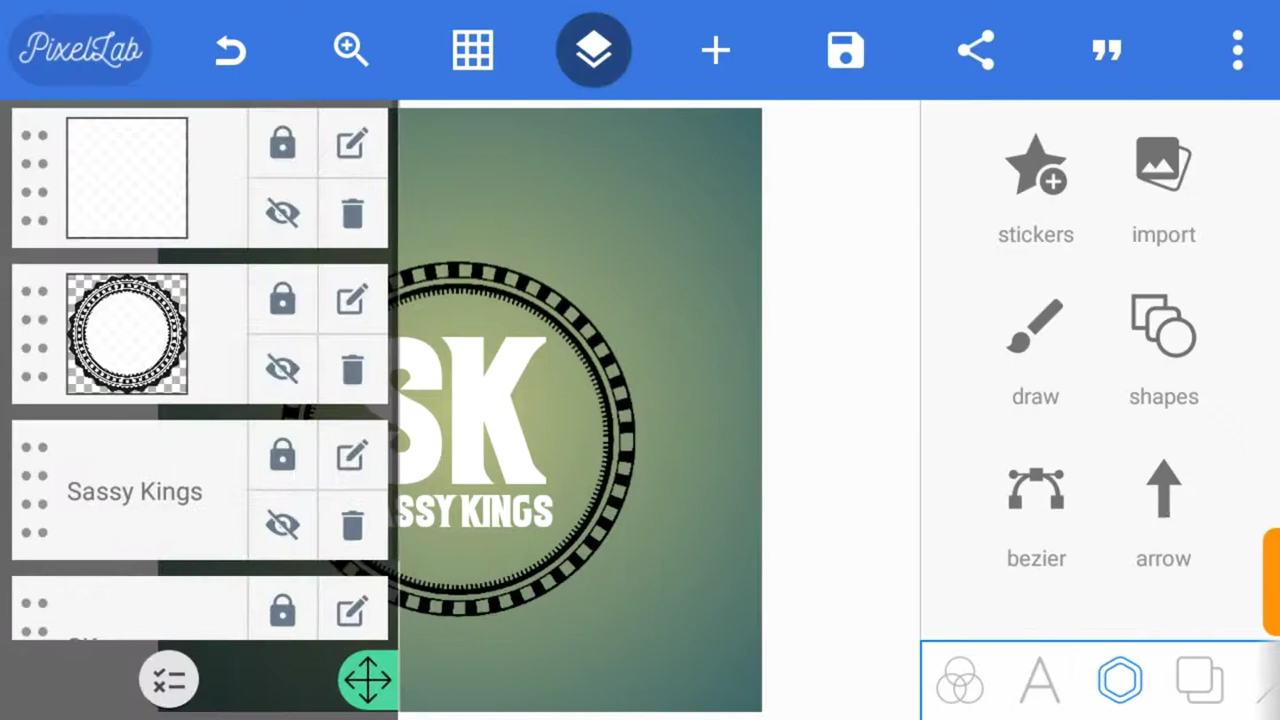 PixelLab
stickers
import
SK
SSY KINGS
draw
shapes
Sassy Kings
bezier
arrow